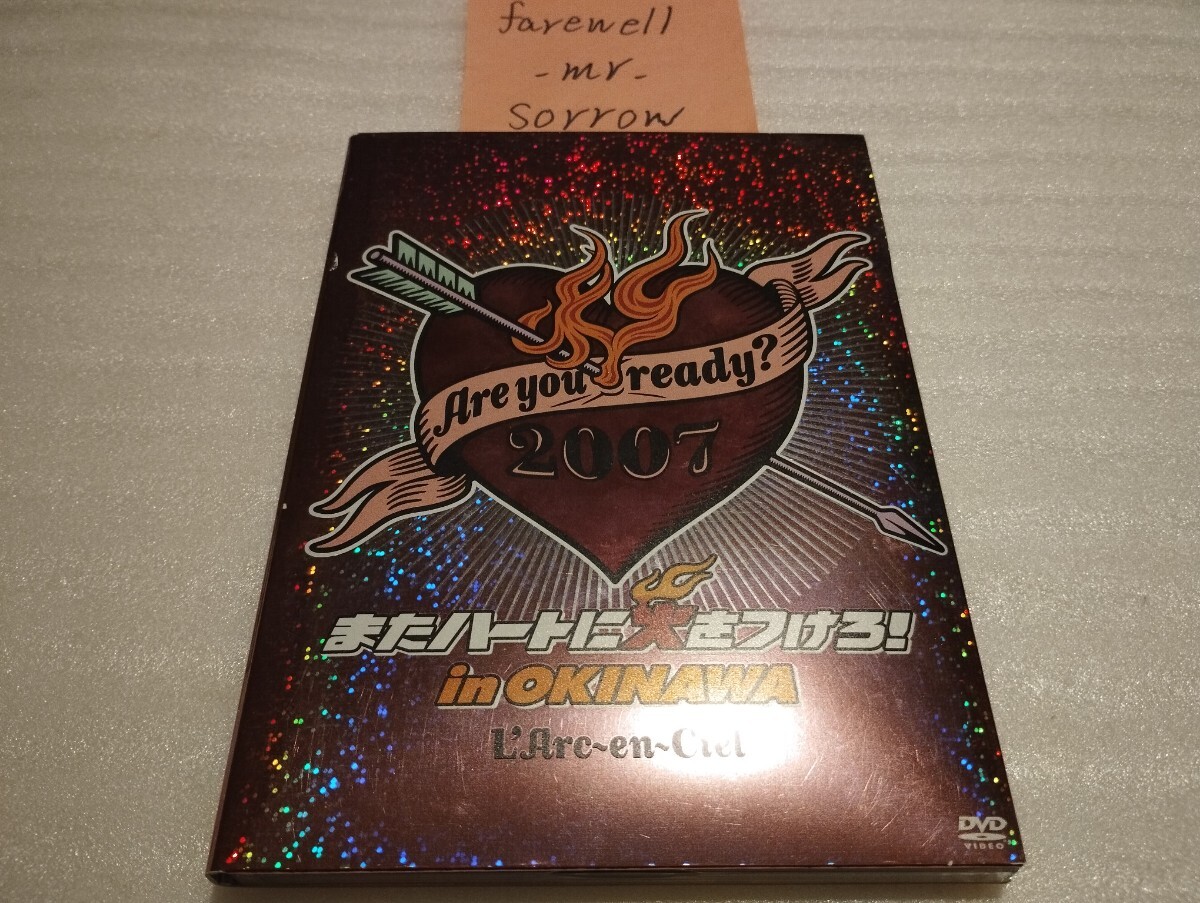 farewell
-mr-
sorrow
Are you ready?
2007
またハートに火をつけろ!
in OKINAWA
L'Arc~en~Ciel
DVD
VIDEO